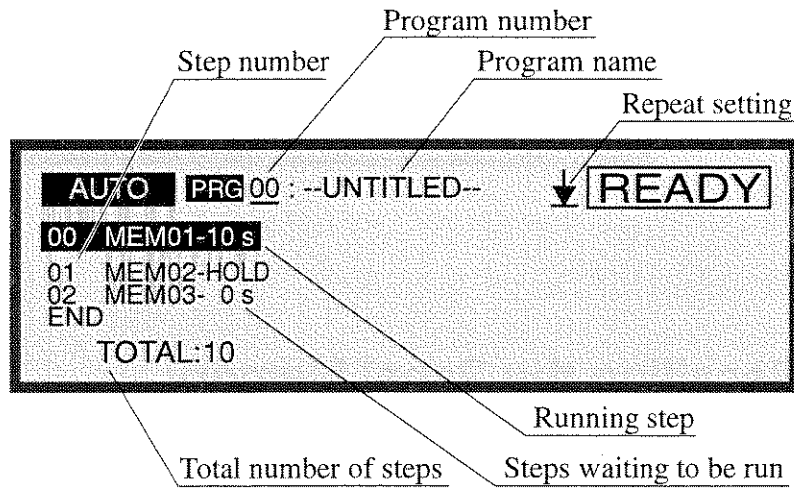 Program number
Step number
Program name
Repeat setting
AUTO PRG 00 : --UNTITLED-- READY
00 MEM01-10 s
01 MEM02-HOLD
02 MEM03- 0 s
END
TOTAL:10
Running step
Total number of steps
Steps waiting to be run